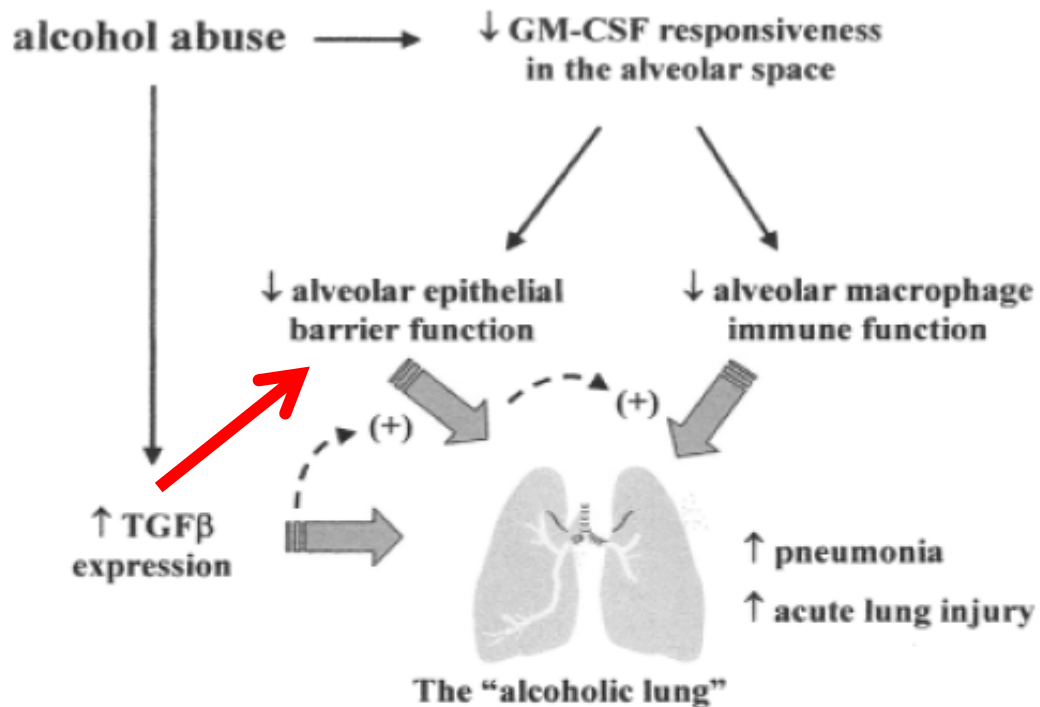 alcohol abuse
↓ GM-CSF responsiveness
in the alveolar space
↓ alveolar epithelial
barrier function
↓ alveolar macrophage
immune function
(+)
(+)
↑ TGFβ
expression
↑ pneumonia
↑ acute lung injury
The “alcoholic lung”